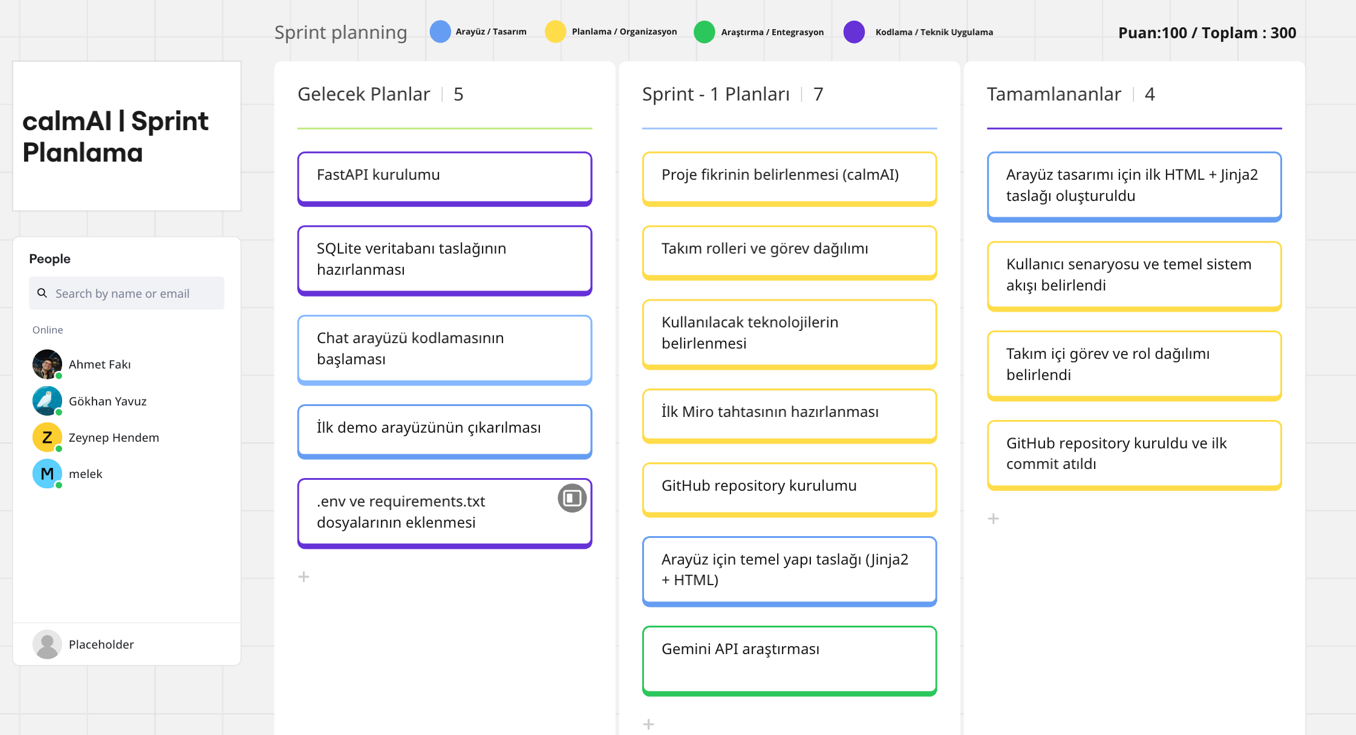 Sprint planning
Arayüz / Tasarım
Planlama / Organizasyon
Araştırma / Entegrasyon
Kodlama / Teknik Uygulama
Puan:100 / Toplam : 300
calmAI | Sprint
Planlama
People
Search by name or email
Online
Ahmet Fakı
Gökhan Yavuz
Z
Zeynep Hendem
M
melek
Placeholder
Gelecek Planlar | 5
FastAPI kurulumu
SQLite veritabanı taslağının
hazırlanması
Chat arayüzü kodlamasının
başlaması
İlk demo arayüzünün çıkarılması
.env ve requirements.txt
dosyalarının eklenmesi
+
Sprint - 1 Planları | 7
Proje fikrinin belirlenmesi (calmAI)
Takım rolleri ve görev dağılımı
Kullanılacak teknolojilerin
belirlenmesi
İlk Miro tahtasının hazırlanması
GitHub repository kurulumu
Arayüz için temel yapı taslağı (Jinja2
+ HTML)
Gemini API araştırması
+
Tamamlananlar | 4
Arayüz tasarımı için ilk HTML + Jinja2
taslağı oluşturuldu
Kullanıcı senaryosu ve temel sistem
akışı belirlendi
Takım içi görev ve rol dağılımı
belirlendi
GitHub repository kuruldu ve ilk
commit atıldı
+